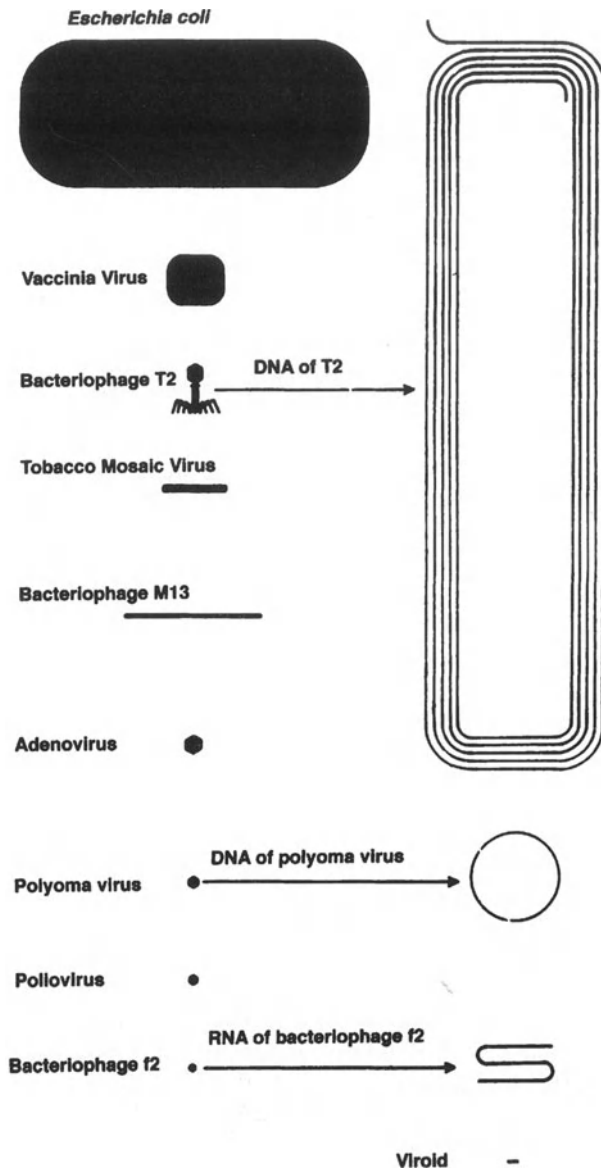 Escherichia coli
Vaccinia Virus
Bacteriophage T2
DNA of T2
Tobacco Mosaic Virus
Bacteriophage M13
Adenovirus
DNA of polyoma virus
Polyoma virus
Poliovirus
RNA of bacteriophage f2
Bacteriophage f2
Viroid